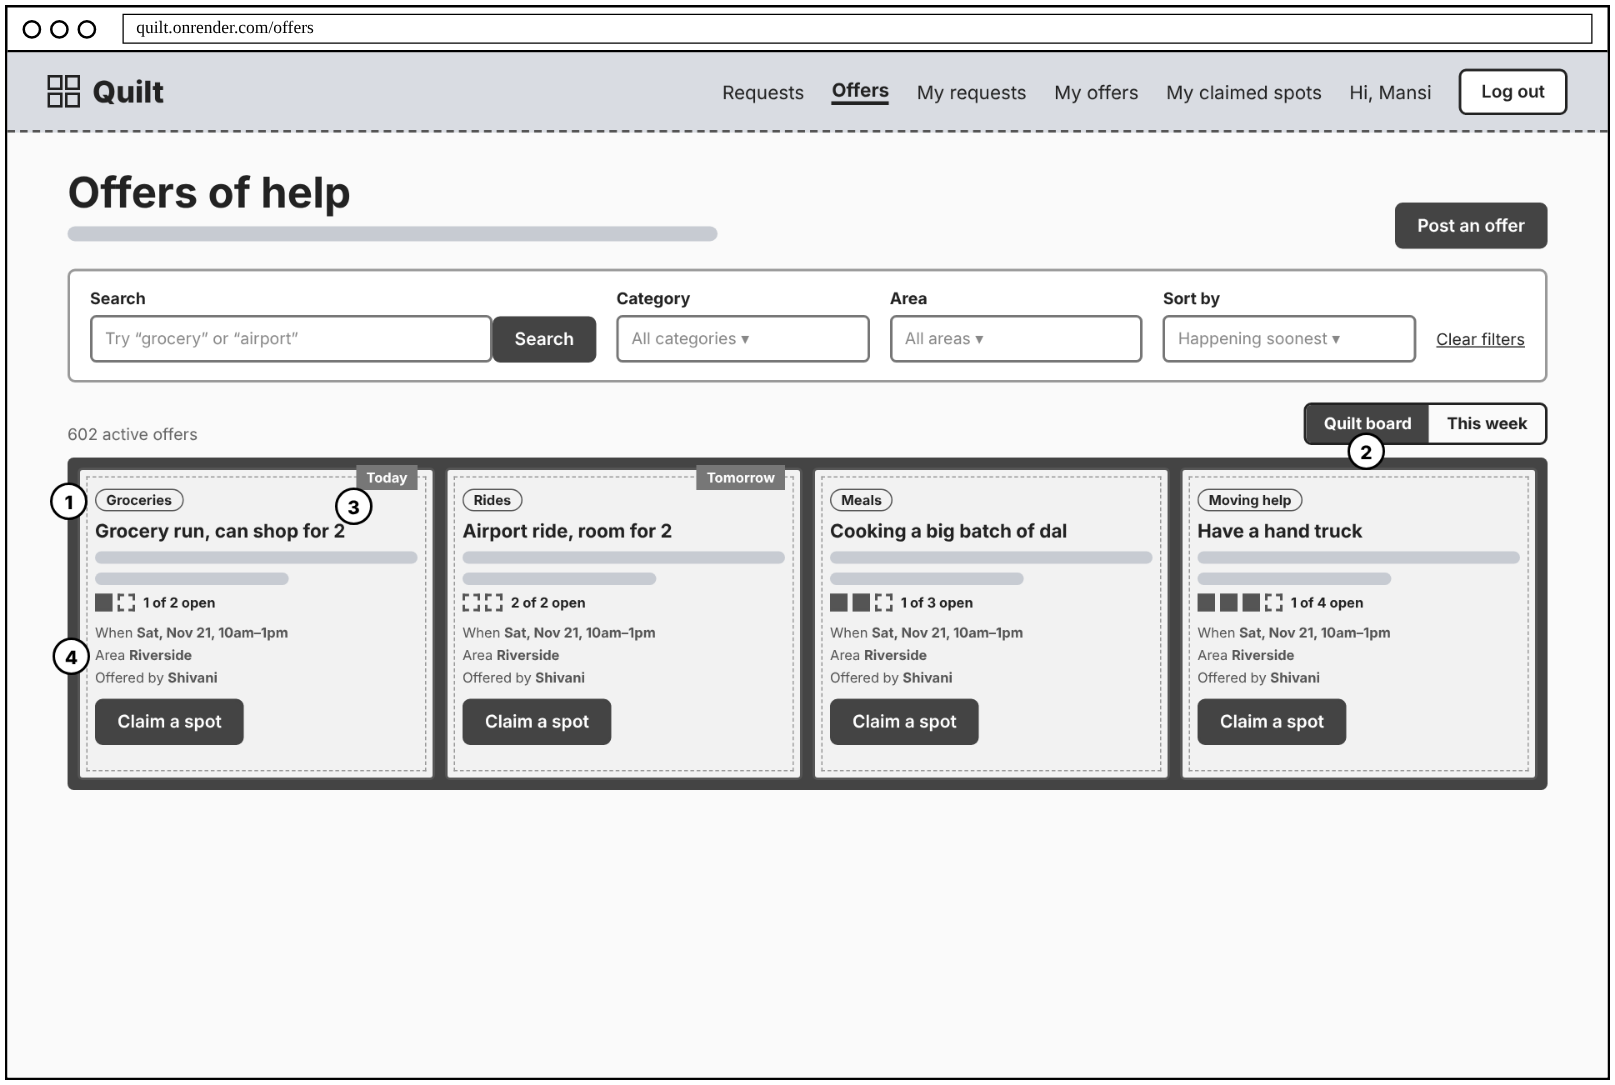 quilt.onrender.com/offers
Quilt
Requests Offers My requests My offers My claimed spots Hi, Mansi Log out
Offers of help
Post an offer
Search Category Area Sort by
Try “grocery” or “airport” Search All categories ▾ All areas ▾ Happening soonest ▾ Clear filters
602 active offers
Quilt board This week
2
Today
1
Groceries
3
Grocery run, can shop for 2
1 of 2 open
When Sat, Nov 21, 10am–1pm
4
Area Riverside
Offered by Shivani
Claim a spot
Tomorrow
Rides
Airport ride, room for 2
2 of 2 open
When Sat, Nov 21, 10am–1pm
Area Riverside
Offered by Shivani
Claim a spot
Meals
Cooking a big batch of dal
1 of 3 open
When Sat, Nov 21, 10am–1pm
Area Riverside
Offered by Shivani
Claim a spot
Moving help
Have a hand truck
1 of 4 open
When Sat, Nov 21, 10am–1pm
Area Riverside
Offered by Shivani
Claim a spot